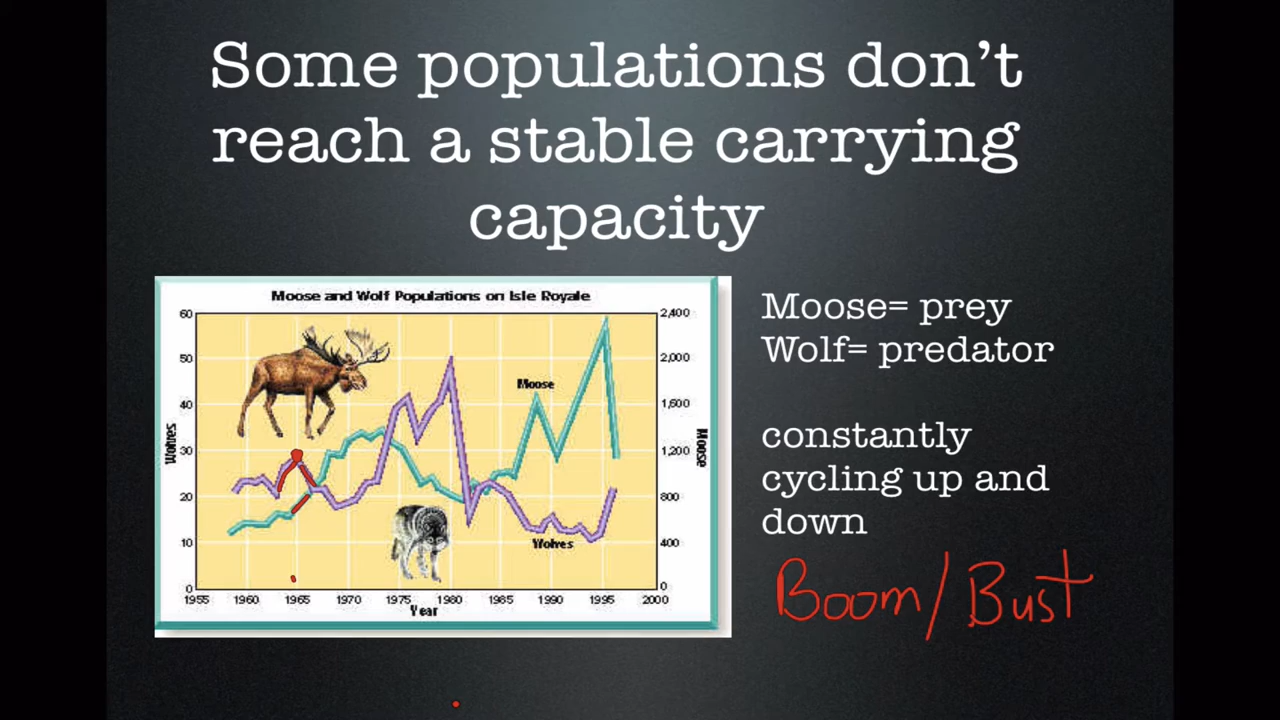 Some populations don't
reach a stable carrying
capacity
Moose and Wolf Populations on Isle Royale
60
50
40
30
20
10
0
Wolves
2,400
2,000
1,600
1,200
800
400
0
Moose
Moose
Wolves
1955 1960 1965 1970 1975 1980 1985 1990 1995 2000
Year
Moose= prey
Wolf= predator
constantly
cycling up and
down
Boom/Bust